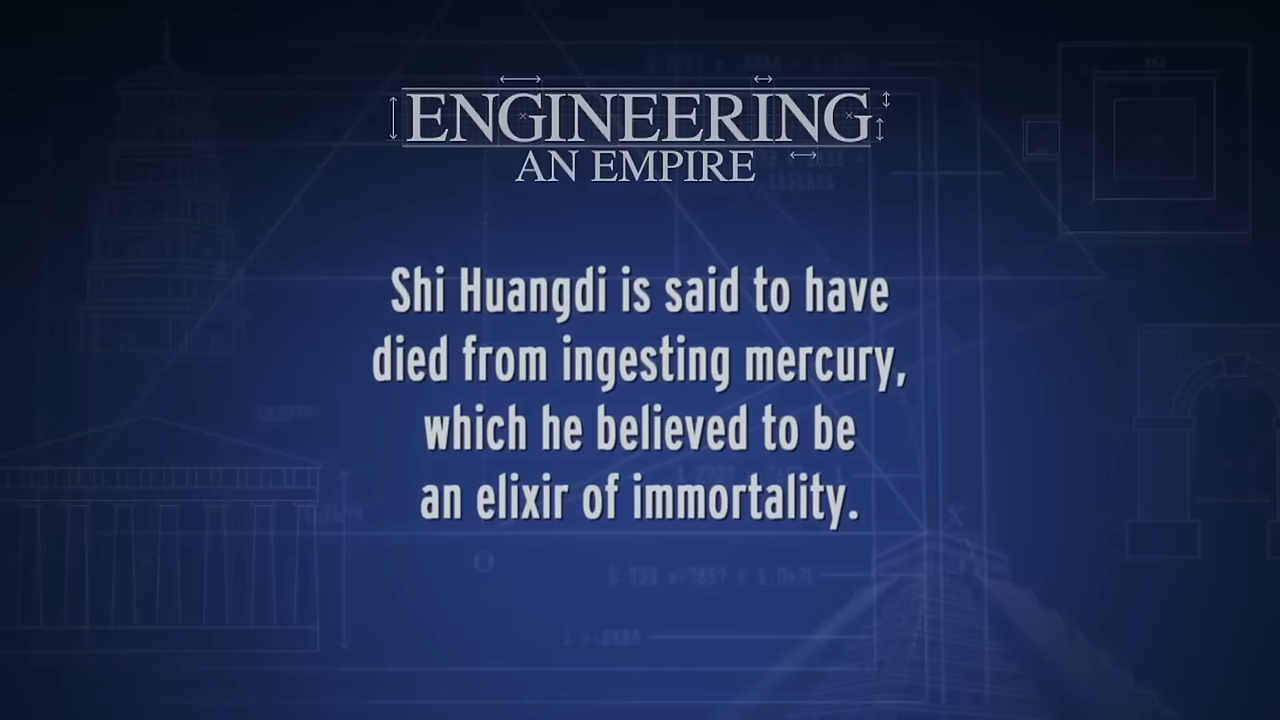 ENGINEERING
AN EMPIRE
Shi Huangdi is said to have
died from ingesting mercury,
which he believed to be
an elixir of immortality.